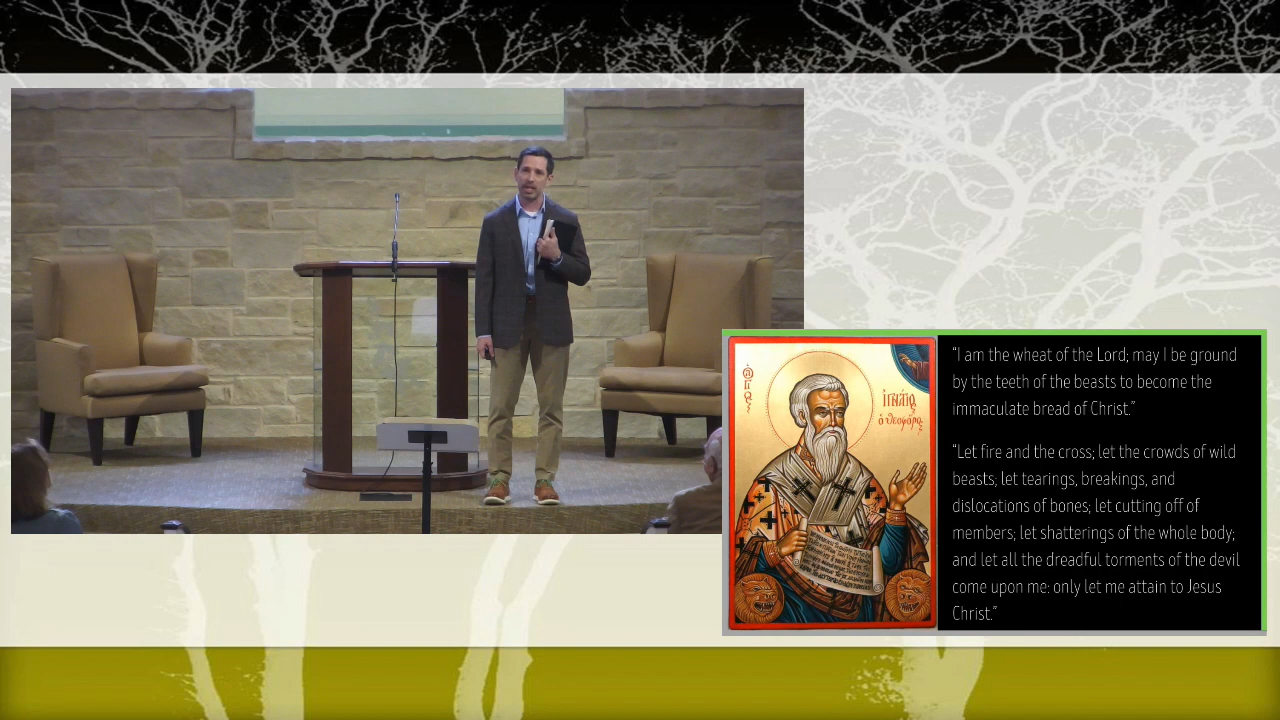 “I am the wheat of the Lord; may I be ground
by the teeth of the beasts to become the
immaculate bread of Christ.”
“Let fire and the cross; let the crowds of wild
beasts; let tearings, breakings, and
dislocations of bones; let cutting off of
members; let shatterings of the whole body;
and let all the dreadful torments of the devil
come upon me: only let me attain to Jesus
Christ.”